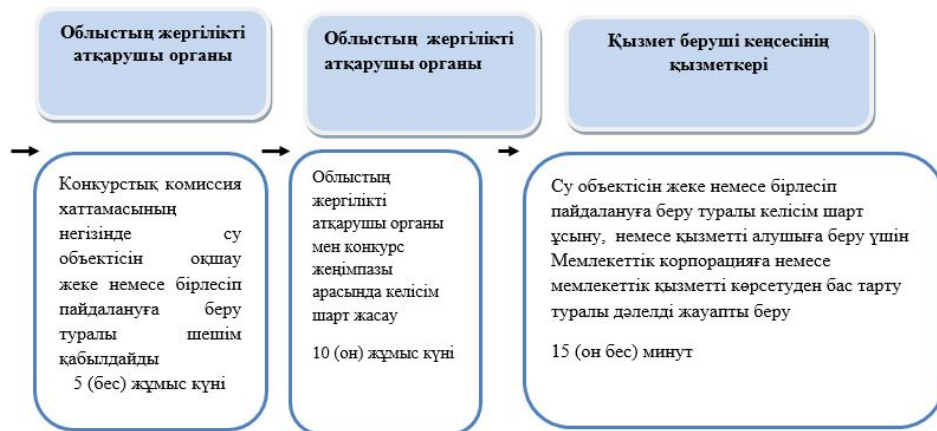 Облыстың жергілікті
атқарушы органы
Облыстың жергілікті
атқарушы органы
Қызмет беруші кеңсесінің
қызметкері
Конкурстық комиссия
хаттамасының
негізінде су
объектісін оқшау
жеке немесе бірлесіп
пайдалануға беру
туралы шешім
қабылдайды
5 (бес) жұмыс күні
Облыстың
жергілікті
атқарушы органы
мен конкурс
жеңімпазы
арасында келісім
шарт жасау
10 (он) жұмыс күні
Су объектісін жеке немесе бірлесіп
пайдалануға беру туралы келісім шарт
ұсыну, немесе қызметті алушыға беру үшін
Мемлекеттік корпорацияға немесе
мемлекеттік қызметті көрсетуден бас тарту
туралы дәлелді жауапты беру
15 (он бес) минут